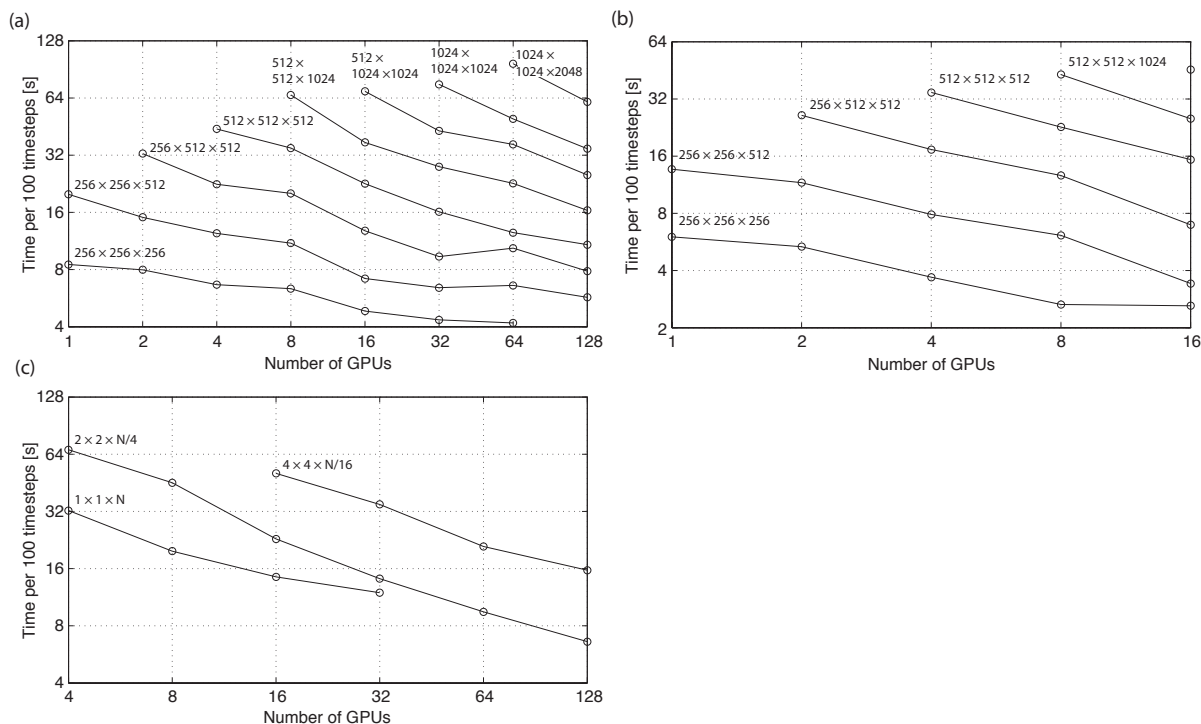 (a)
128
64
32
16
8
4
Time per 100 timesteps [s]
512 ×
512 × 1024
512 ×
1024 ×1024
1024 ×
1024 ×1024
1024 ×
1024 ×2048
512 × 512 × 512
256 × 512 × 512
256 × 256 × 512
256 × 256 × 256
1 2 4 8 16 32 64 128
Number of GPUs
(b)
64
32
16
8
4
2
Time per 100 timesteps [s]
512 × 512 × 1024
512 × 512 × 512
256 × 512 × 512
256 × 256 × 512
256 × 256 × 256
1 2 4 8 16
Number of GPUs
(c)
128
64
32
16
8
4
Time per 100 timesteps [s]
2 × 2 × N/4
4 × 4 × N/16
1 × 1 × N
4 8 16 32 64 128
Number of GPUs